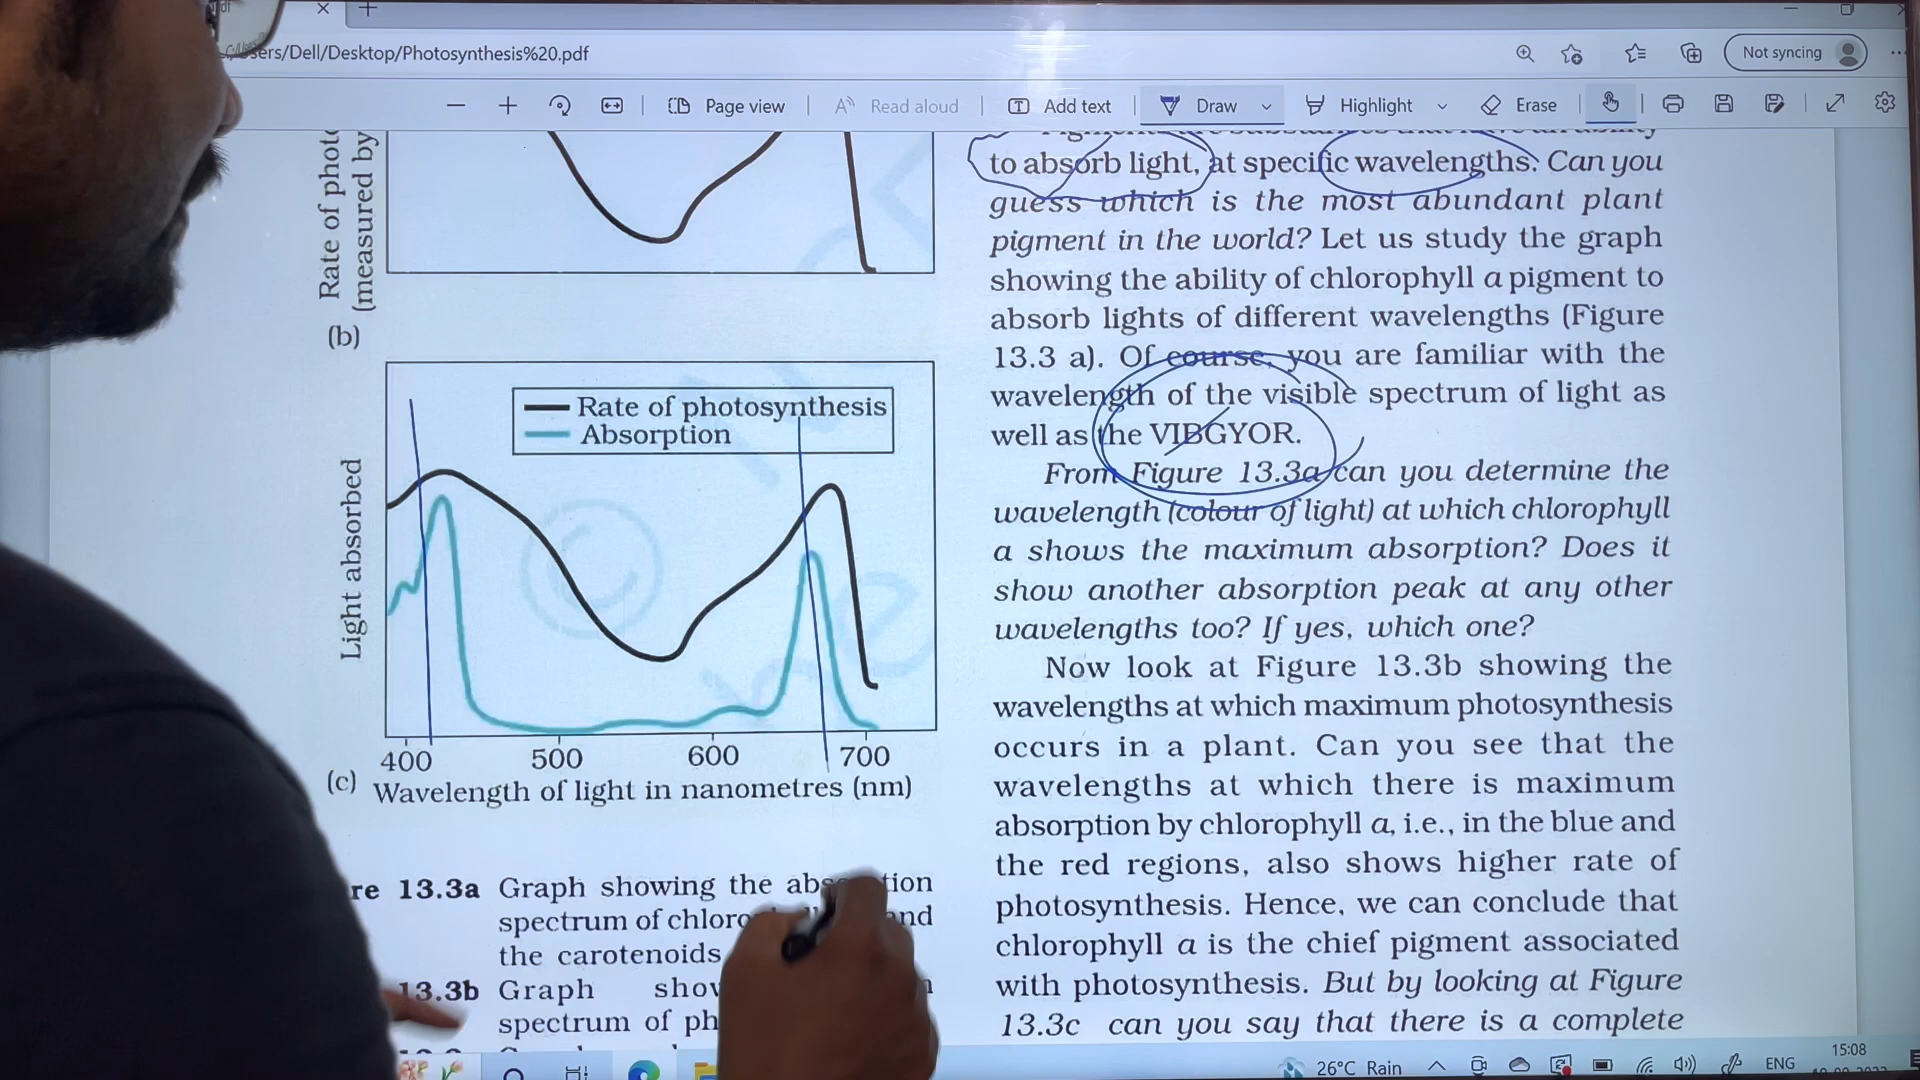 ers/Dell/Desktop/Photosynthesis%20.pdf
Not syncing
Page view
Read aloud
Add text
Draw
Highlight
Erase
Rate of phot
(measured by
(b)
Rate of photosynthesis
Absorption
Light absorbed
400 500 600 700
(c) Wavelength of light in nanometres (nm)
re 13.3a Graph showing the
spectrum of
the carotenoids
13.3b Graph
spectrum of
to absorb light, at specific wavelengths. Can you
guess which is the most abundant plant
pigment in the world? Let us study the graph
showing the ability of chlorophyll a pigment to
absorb lights of different wavelengths (Figure
13.3 a). Of course, you are familiar with the
wavelength of the visible spectrum of light as
well as the VIBGYOR.
From Figure 13.3a can you determine the
wavelength (colour of light) at which chlorophyll
a shows the maximum absorption? Does it
show another absorption peak at any other
wavelengths too? If yes, which one?
Now look at Figure 13.3b showing the
wavelengths at which maximum photosynthesis
occurs in a plant. Can you see that the
wavelengths at which there is maximum
absorption by chlorophyll a, i.e., in the blue and
the red regions, also shows higher rate of
photosynthesis. Hence, we can conclude that
chlorophyll a is the chief pigment associated
with photosynthesis. But by looking at Figure
13.3c can you say that there is a complete
26°C Rain
ENG
15:08